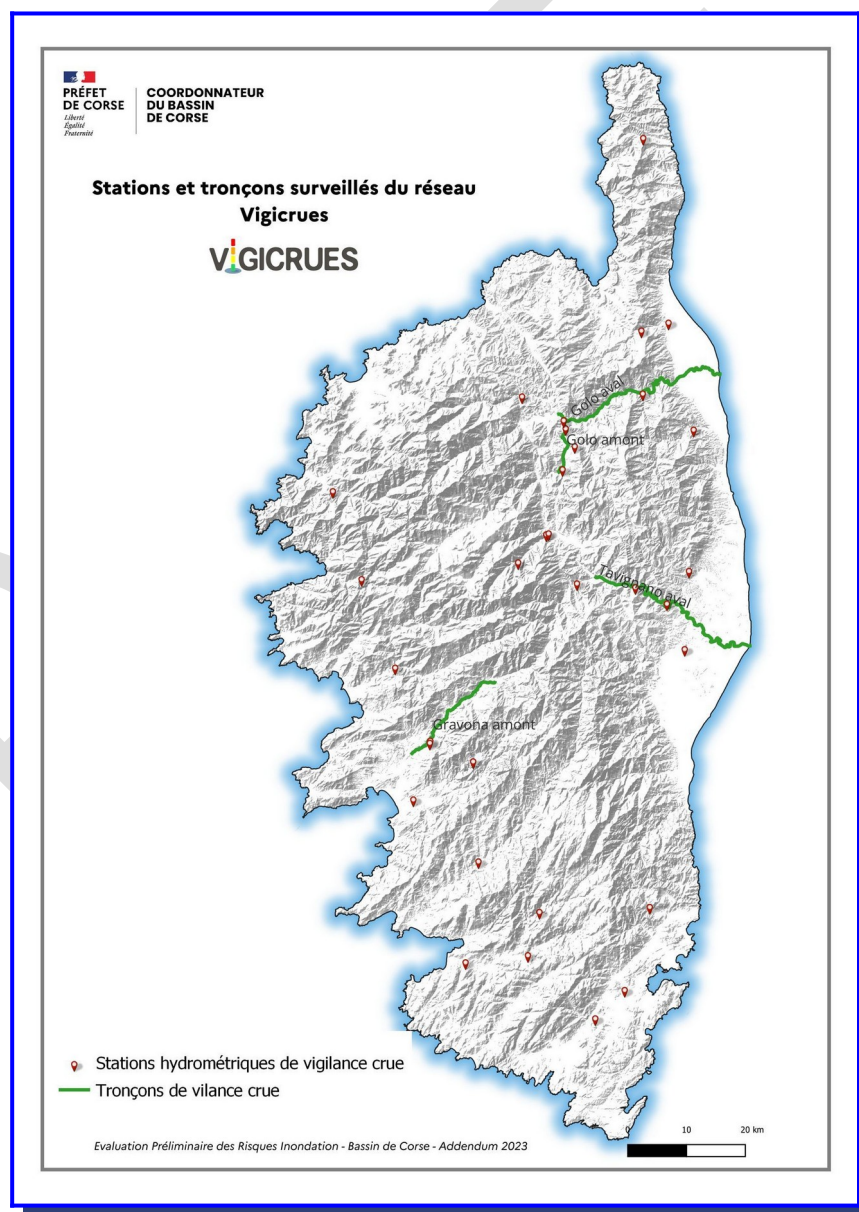 PRÉFET
DE CORSE
Liberté
Égalité
Fraternité
COORDONNATEUR
DU BASSIN
DE CORSE
Stations et tronçons surveillés du réseau
Vigicrues
VIGICRUES
Golo aval
Golo amont
Tavignano aval
Gravona amont
Stations hydrométriques de vigilance crue
Tronçons de vilance crue
Evaluation Préliminaire des Risques Inondation - Bassin de Corse - Addendum 2023
0 10 20 km